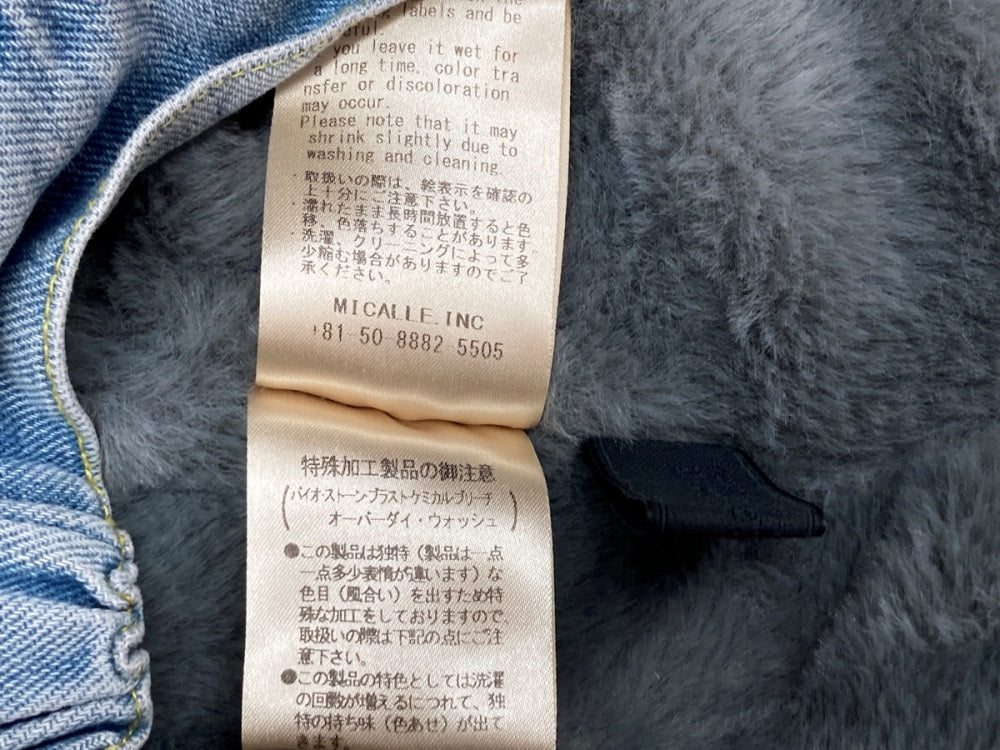 labels and be
you leave it wet for
a long time, color tra
nsfer or discoloration
may occur.
Please note that it may
shrink slightly due to
washing and cleaning.
・取扱いの際は、絵表示を確認の
上十分にご注意下さい。
・濡れたまま長時間放置すると色
移、色落ちすることがあります。
・洗濯、クリーニングによって多
少縮む場合がありますのでご了
承ください。
MICALLE.INC
+81-50-8882-5505
特殊加工製品の御注意
(バイオ・ストーン・ブラスト・ケミカルブリーチ
オーバーダイ・ウォッシュ)
●この製品は独特（製品は一点
一点多少表情が違います）な
色目（風合い）を出すため特
殊な加工をしておりますので、
取扱いの際は下記の点にご注
意下さい。
●この製品の特色としては洗濯
の回数が増えるにつれて、独
特の持ち味（色あせ）が出て
きます。